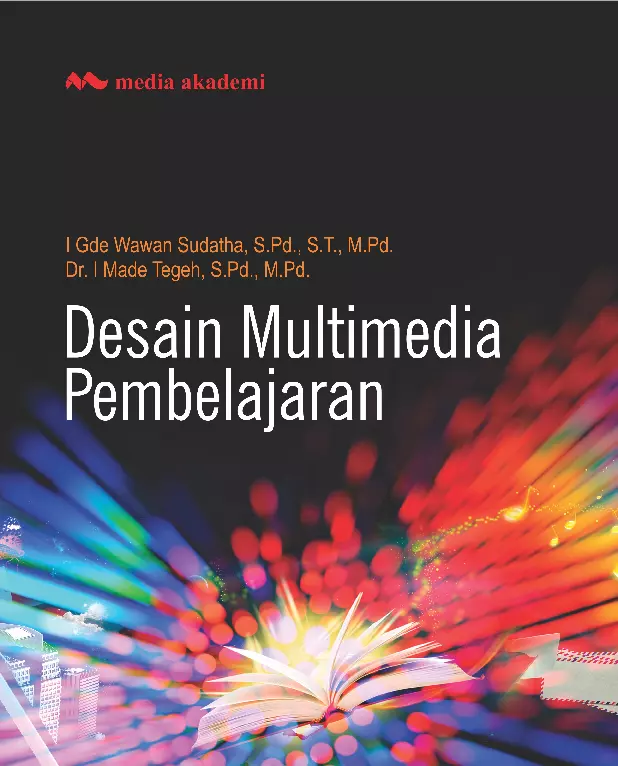 media akademi
I Gde Wawan Sudatha, S.Pd., S.T., M.Pd.
Dr. I Made Tegeh, S.Pd., M.Pd.
Desain Multimedia
Pembelajaran